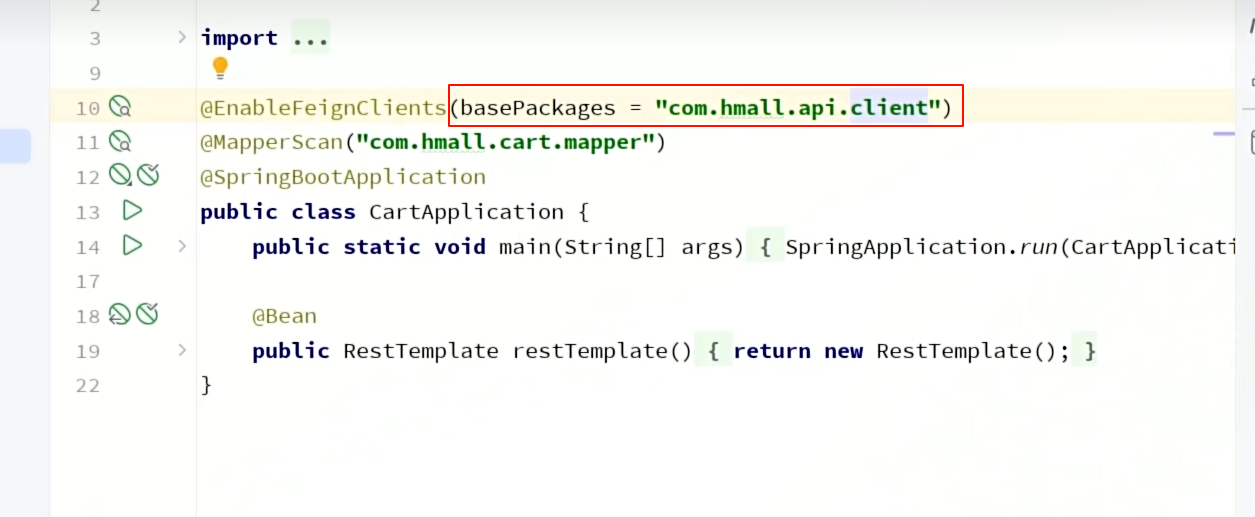 2
3 import ...
9
10 @EnableFeignClients(basePackages = "com.hmall.api.client")
11 @MapperScan("com.hmall.cart.mapper")
12 @SpringBootApplication
13 public class CartApplication {
14 public static void main(String[] args) { SpringApplication.run(CartApplicati
17
18 @Bean
19 public RestTemplate restTemplate() { return new RestTemplate(); }
22 }